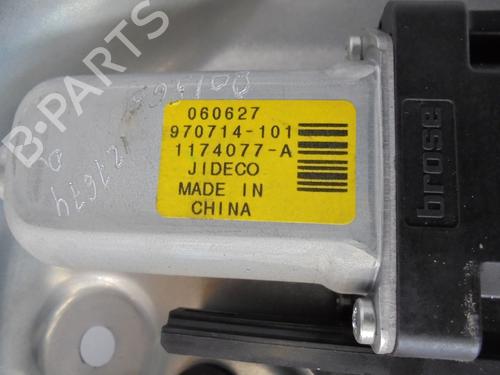 B-PARTS
060627
970714-101
1174077-A
JIDECO
MADE IN
CHINA
brose